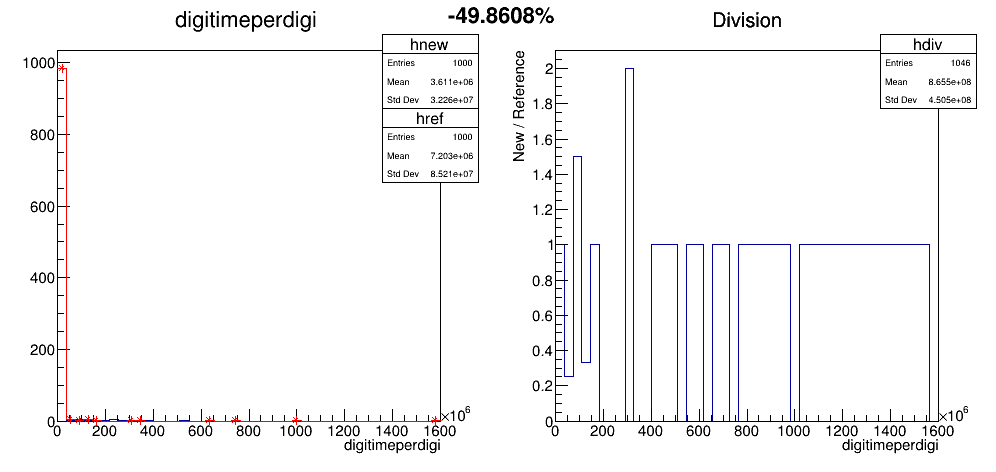 digitimeperdigi
-49.8608%
Division
hnew
Entries 1000
Mean 3.611e+06
Std Dev 3.226e+07
href
Entries 1000
Mean 7.203e+06
Std Dev 8.521e+07
1000
800
600
400
200
0
0 200 400 600 800 1000 1200 1400 1600
×10⁶
digitimeperdigi
hdiv
Entries 1046
Mean 8.655e+08
Std Dev 4.505e+08
New / Reference
2
1.8
1.6
1.4
1.2
1
0.8
0.6
0.4
0.2
0
0 200 400 600 800 1000 1200 1400 1600
×10⁶
digitimeperdigi